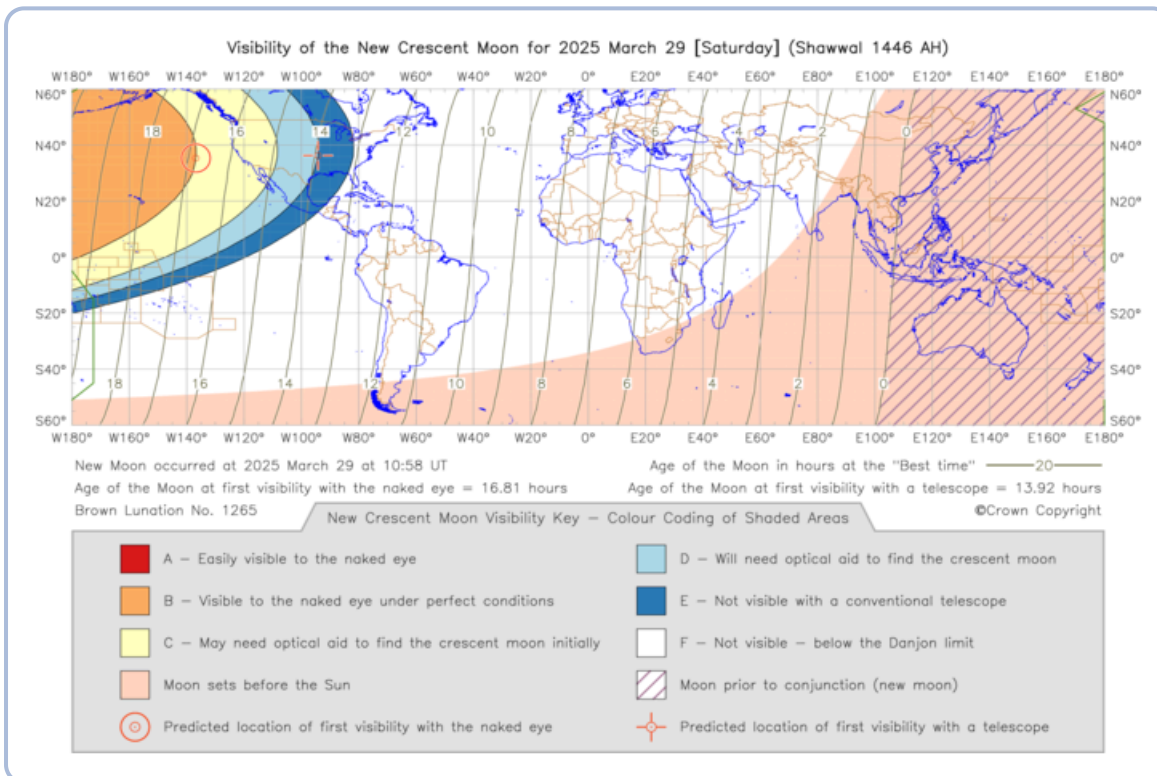 Visibility of the New Crescent Moon for 2025 March 29 [Saturday] (Shawwal 1446 AH)
W180° W160° W140° W120° W100° W80° W60° W40° W20° 0° E20° E40° E60° E80° E100° E120° E140° E160° E180°
N60° N60°
18 16 14 12 10 8 6 4 2 0
N40° N40°
N20° N20°
0° 0°
S20° S20°
S40° S40°
18 16 14 12 10 8 6 4 2 0
S60° S60°
W180° W160° W140° W120° W100° W80° W60° W40° W20° 0° E20° E40° E60° E80° E100° E120° E140° E160° E180°
New Moon occurred at 2025 March 29 at 10:58 UT
Age of the Moon in hours at the "Best time" 20
Age of the Moon at first visibility with the naked eye = 16.81 hours
Age of the Moon at first visibility with a telescope = 13.92 hours
Brown Lunation No. 1265
©Crown Copyright
New Crescent Moon Visibility Key – Colour Coding of Shaded Areas
A – Easily visible to the naked eye
D – Will need optical aid to find the crescent moon
B – Visible to the naked eye under perfect conditions
E – Not visible with a conventional telescope
C – May need optical aid to find the crescent moon initially
F – Not visible – below the Danjon limit
Moon sets before the Sun
Moon prior to conjunction (new moon)
Predicted location of first visibility with the naked eye
Predicted location of first visibility with a telescope